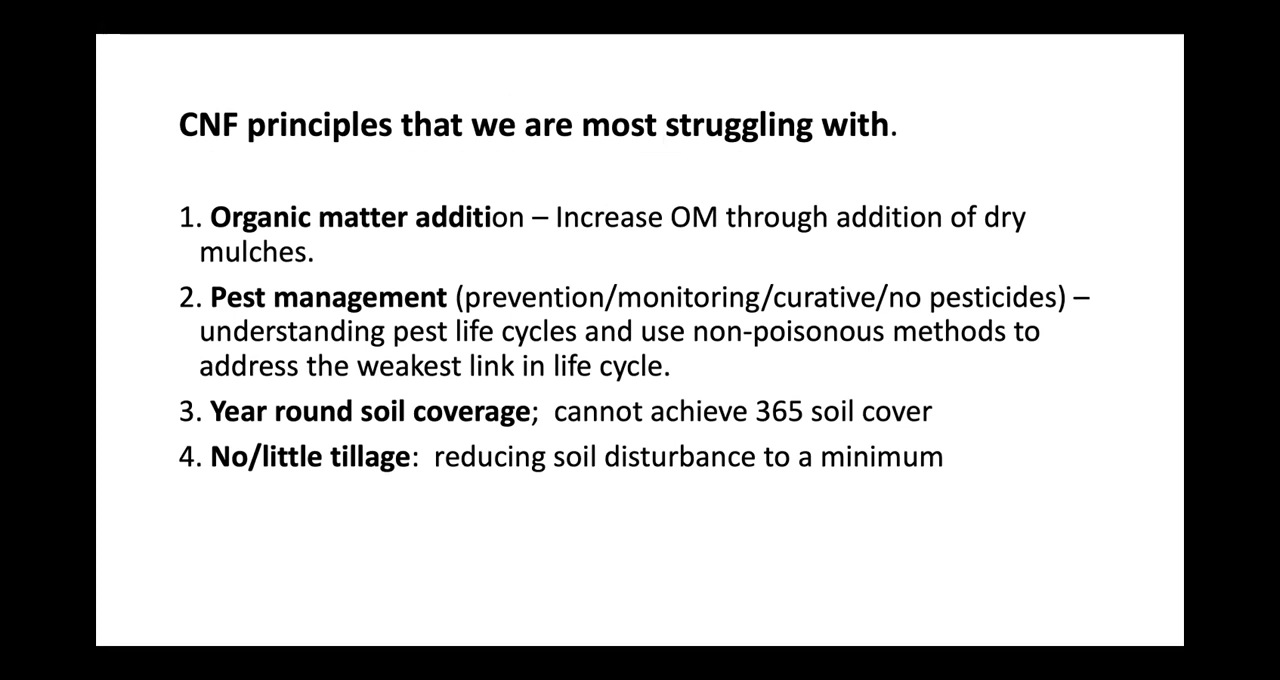 CNF principles that we are most struggling with.
1. Organic matter addition – Increase OM through addition of dry
mulches.
2. Pest management (prevention/monitoring/curative/no pesticides) –
understanding pest life cycles and use non-poisonous methods to
address the weakest link in life cycle.
3. Year round soil coverage;  cannot achieve 365 soil cover
4. No/little tillage:  reducing soil disturbance to a minimum